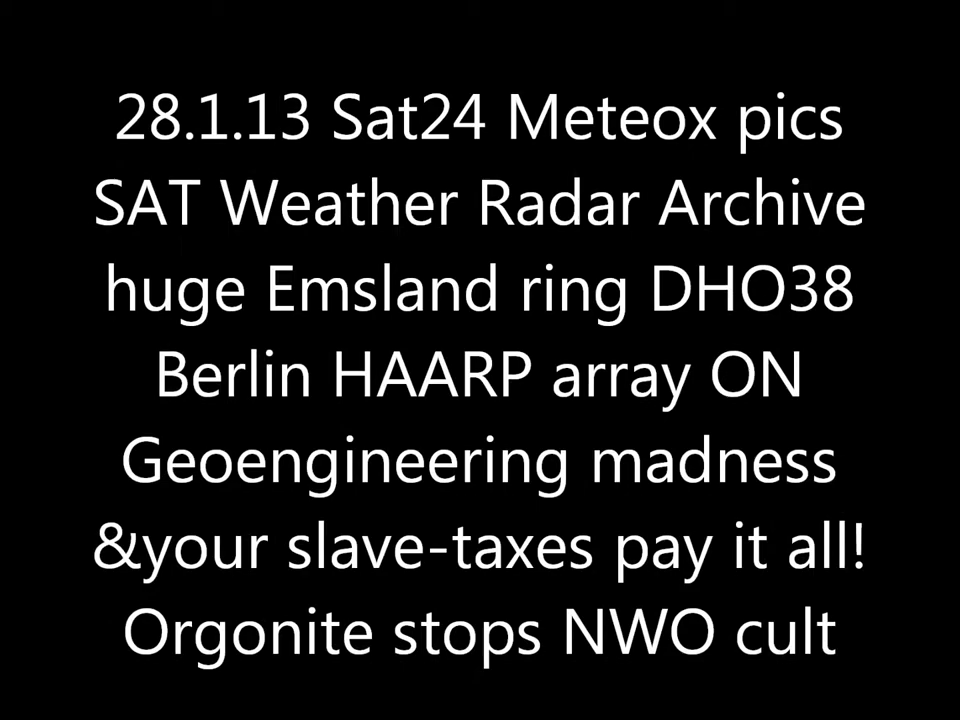 28.1.13 Sat24 Meteox pics
SAT Weather Radar Archive
huge Emsland ring DHO38
Berlin HAARP array ON
Geoengineering madness
&your slave-taxes pay it all!
Orgonite stops NWO cult